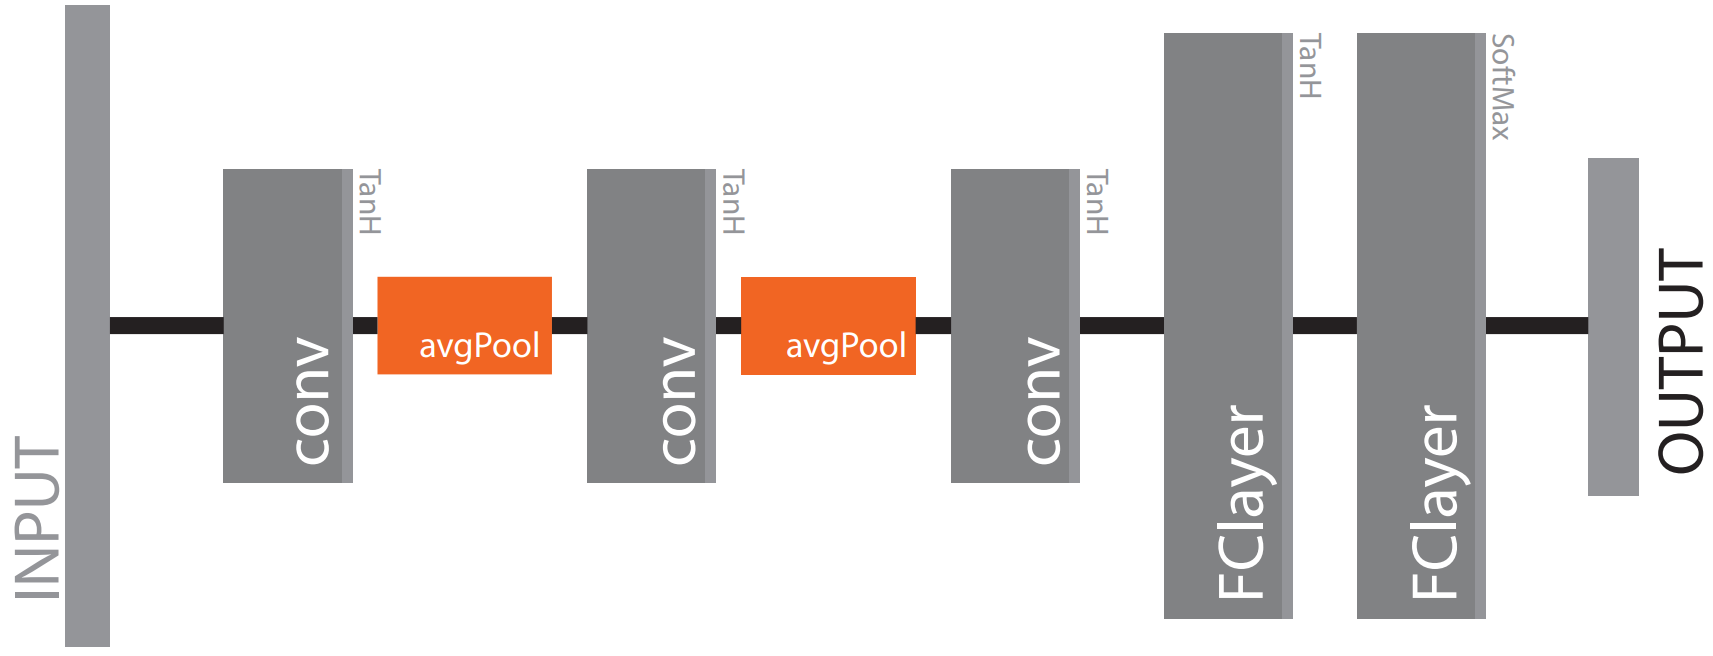 INPUT
conv
TanH
avgPool
conv
TanH
avgPool
conv
TanH
FClayer
TanH
FClayer
SoftMax
OUTPUT